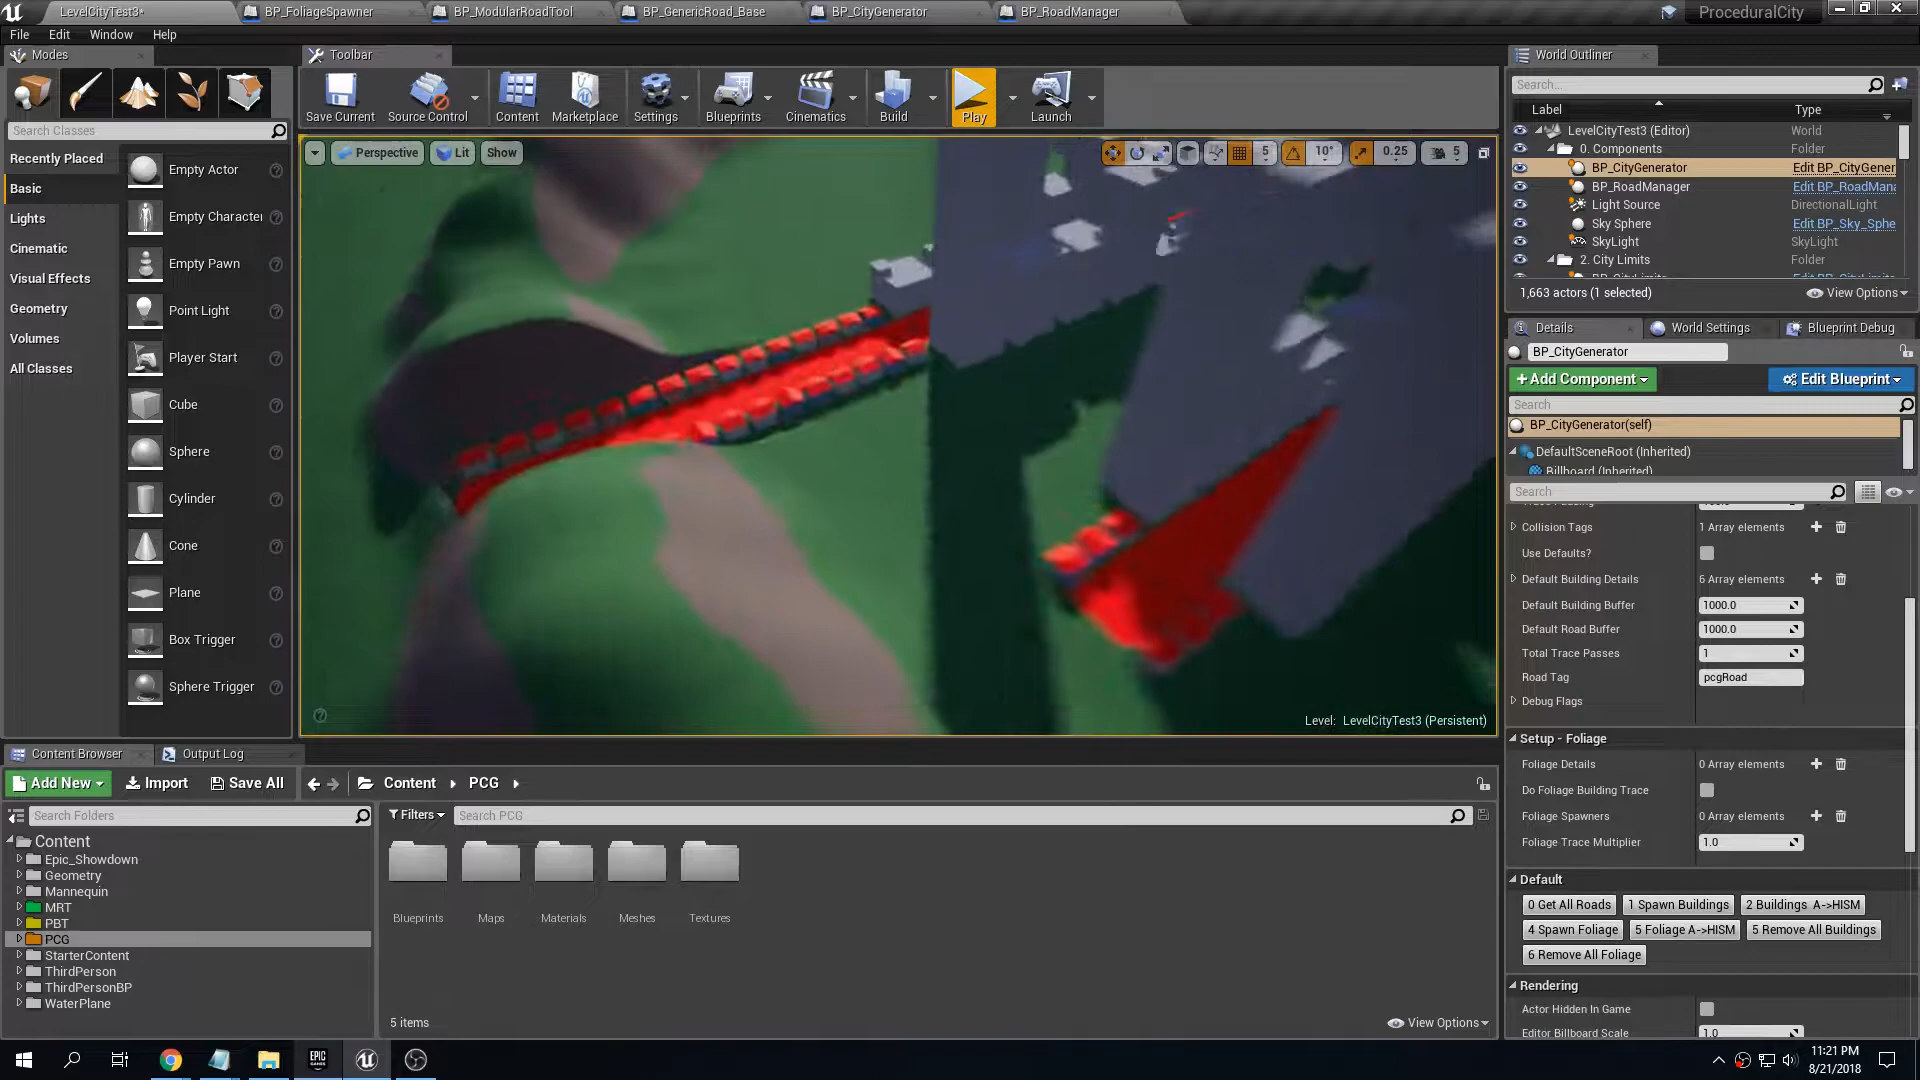 LevelCityTest3*
BP_FoliageSpawner
BP_ModularRoadTool
BP_GenericRoad_Base
BP_CityGenerator
BP_RoadManager
ProceduralCity
File Edit Window Help
Modes
Toolbar
World Outliner
Save Current
Source Control
Content
Marketplace
Settings
Blueprints
Cinematics
Build
Play
Launch
Search Classes
Recently Placed
Basic
Lights
Cinematic
Visual Effects
Geometry
Volumes
All Classes
Empty Actor
Empty Character
Empty Pawn
Point Light
Player Start
Cube
Sphere
Cylinder
Cone
Plane
Box Trigger
Sphere Trigger
Perspective
Lit
Show
5
10°
0.25
5
Level: LevelCityTest3 (Persistent)
Search...
Label Type
LevelCityTest3 (Editor) World
0. Components Folder
BP_CityGenerator Edit BP_CityGener
BP_RoadManager Edit BP_RoadMana
Light Source DirectionalLight
Sky Sphere Edit BP_Sky_Sphe
SkyLight SkyLight
2. City Limits Folder
1,663 actors (1 selected) View Options
Details
World Settings
Blueprint Debug
BP_CityGenerator
+Add Component
Edit Blueprint
Search
BP_CityGenerator(self)
DefaultSceneRoot (Inherited)
Billboard (Inherited)
Search
Collision Tags 1 Array elements
Use Defaults?
Default Building Details 6 Array elements
Default Building Buffer 1000.0
Default Road Buffer 1000.0
Total Trace Passes 1
Road Tag pcgRoad
Debug Flags
Setup - Foliage
Foliage Details 0 Array elements
Do Foliage Building Trace
Foliage Spawners 0 Array elements
Foliage Trace Multiplier 1.0
Default
0 Get All Roads 1 Spawn Buildings 2 Buildings A->HISM
4 Spawn Foliage 5 Foliage A->HISM 5 Remove All Buildings
6 Remove All Foliage
Rendering
Actor Hidden In Game
Editor Billboard Scale 1.0
Content Browser
Output Log
Add New Import Save All Content PCG
Search Folders
Filters
Search PCG
Content
Epic_Showdown
Geometry
Mannequin
MRT
PBT
PCG
StarterContent
ThirdPerson
ThirdPersonBP
WaterPlane
Blueprints
Maps
Materials
Meshes
Textures
5 items
View Options
EPIC
GAMES
11:21 PM
8/21/2018